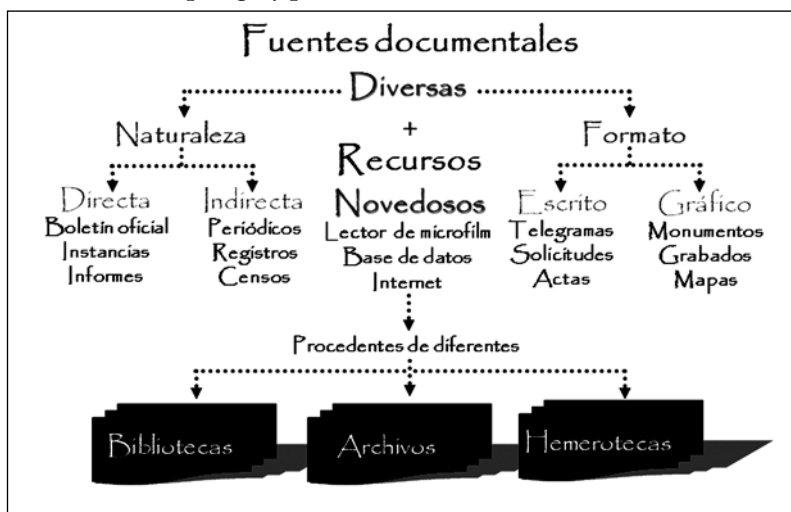 Fuentes documentales
Diversas
Naturaleza
+
Formato
Recursos
Directa
Indirecta
Novedosos
Escrito
Gráfico
Boletín oficial
Periódicos
Lector de microfilm
Telegramas
Monumentos
Instancias
Registros
Base de datos
Solicitudes
Grabados
Informes
Censos
Internet
Actas
Mapas
Procedentes de diferentes
Bibliotecas
Archivos
Hemerotecas